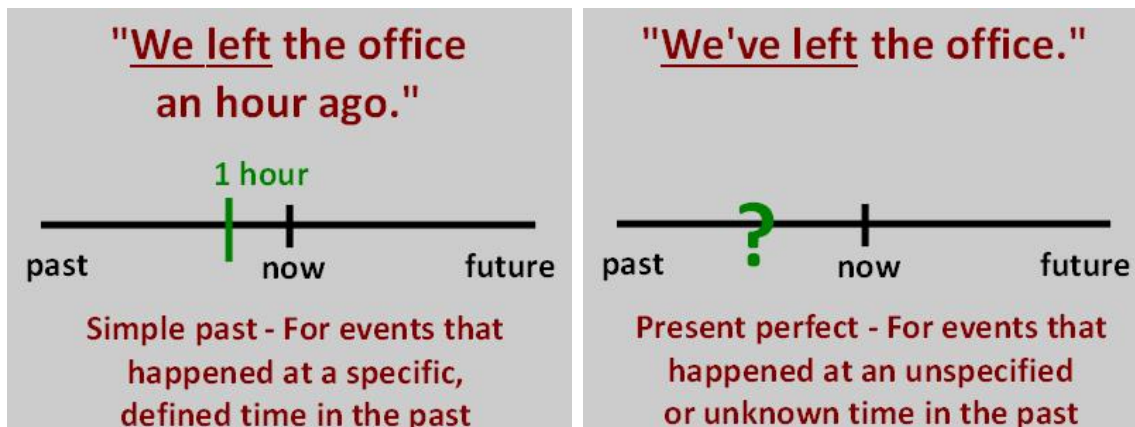 "We left the office
an hour ago."
1 hour
past
now
future
Simple past - For events that
happened at a specific,
defined time in the past
"We've left the office."
?
past
now
future
Present perfect - For events that
happened at an unspecified
or unknown time in the past